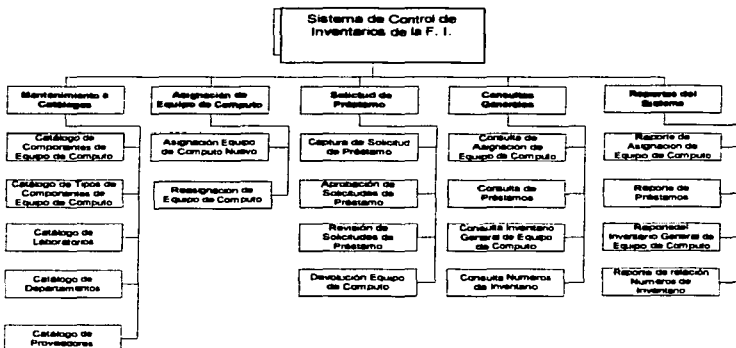 Sistema de Control de
Inventarios de la F. I.
Mantenimiento a
Catálogos
Catálogo de
Componentes de
Equipo de Computo
Catálogo de Tipos de
Componentes de
Equipo de Computo
Catálogo de
Laboratorios
Catálogo de
Departamentos
Catálogo de
Proveedores
Asignación de
Equipo de Computo
Asignación Equipo
de Computo Nuevo
Reasignación de
Equipo de Computo
Solicitud de
Préstamo
Captura de Solicitud
de Préstamo
Aprobación de
Solicitudes de
Préstamo
Revisión de
Solicitudes de
Préstamo
Devolución Equipo
de Computo
Consultas
Generales
Consulta de
Asignación de
Equipo de Computo
Consulta de
Préstamos
Consulta Inventario
General de Equipo de
Computo
Consulta Numeros
de Inventario
Reportes del
Sistema
Reporte de
Asignacion de
Equipo de Computo
Reporte de
Préstamos
Reportedel
Inventario General de
Equipo de Computo
Reporte de relación
Numeros de
Inventario